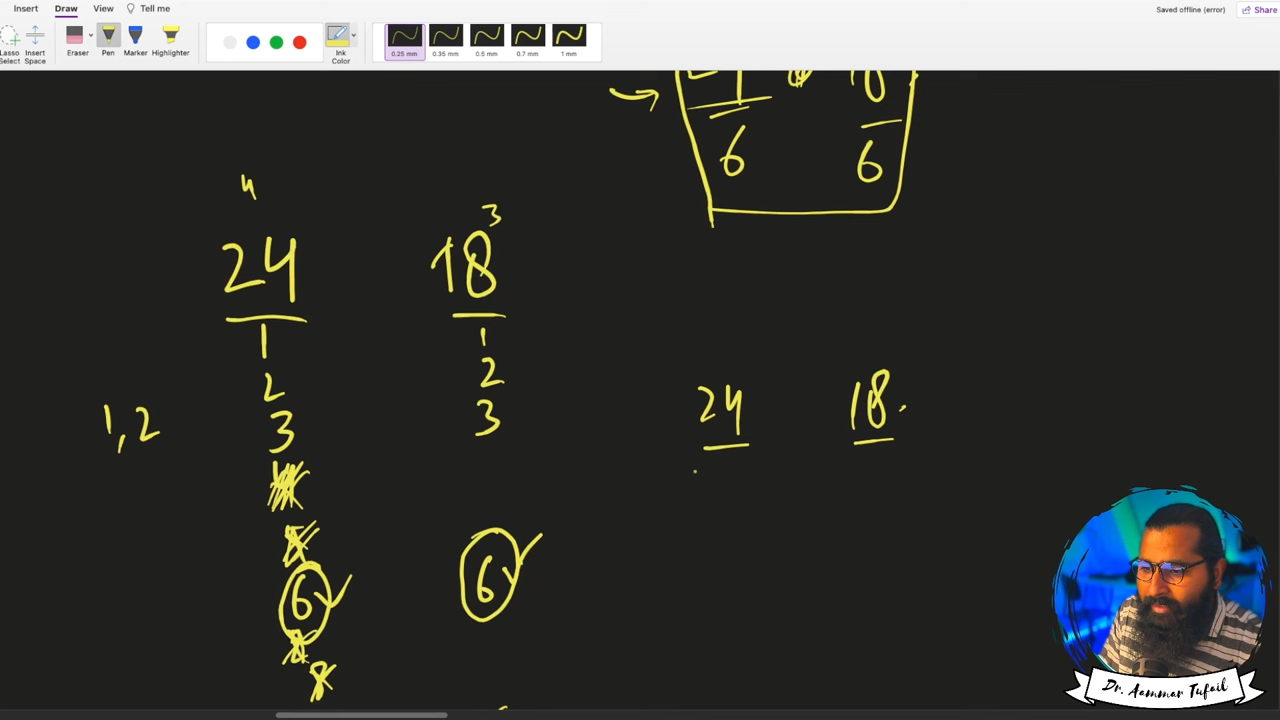 Insert Draw View Tell me
Saved offline (error) Share
Lasso Select
Insert Space
Eraser
Pen
Marker
Highlighter
Ink Color
0.25 mm
0.35 mm
0.5 mm
0.7 mm
1 mm
6 6
4
3
24 18
1 1
2 2
1,2 3 3
24 18.
6 6
Dr. Aammar Tufail